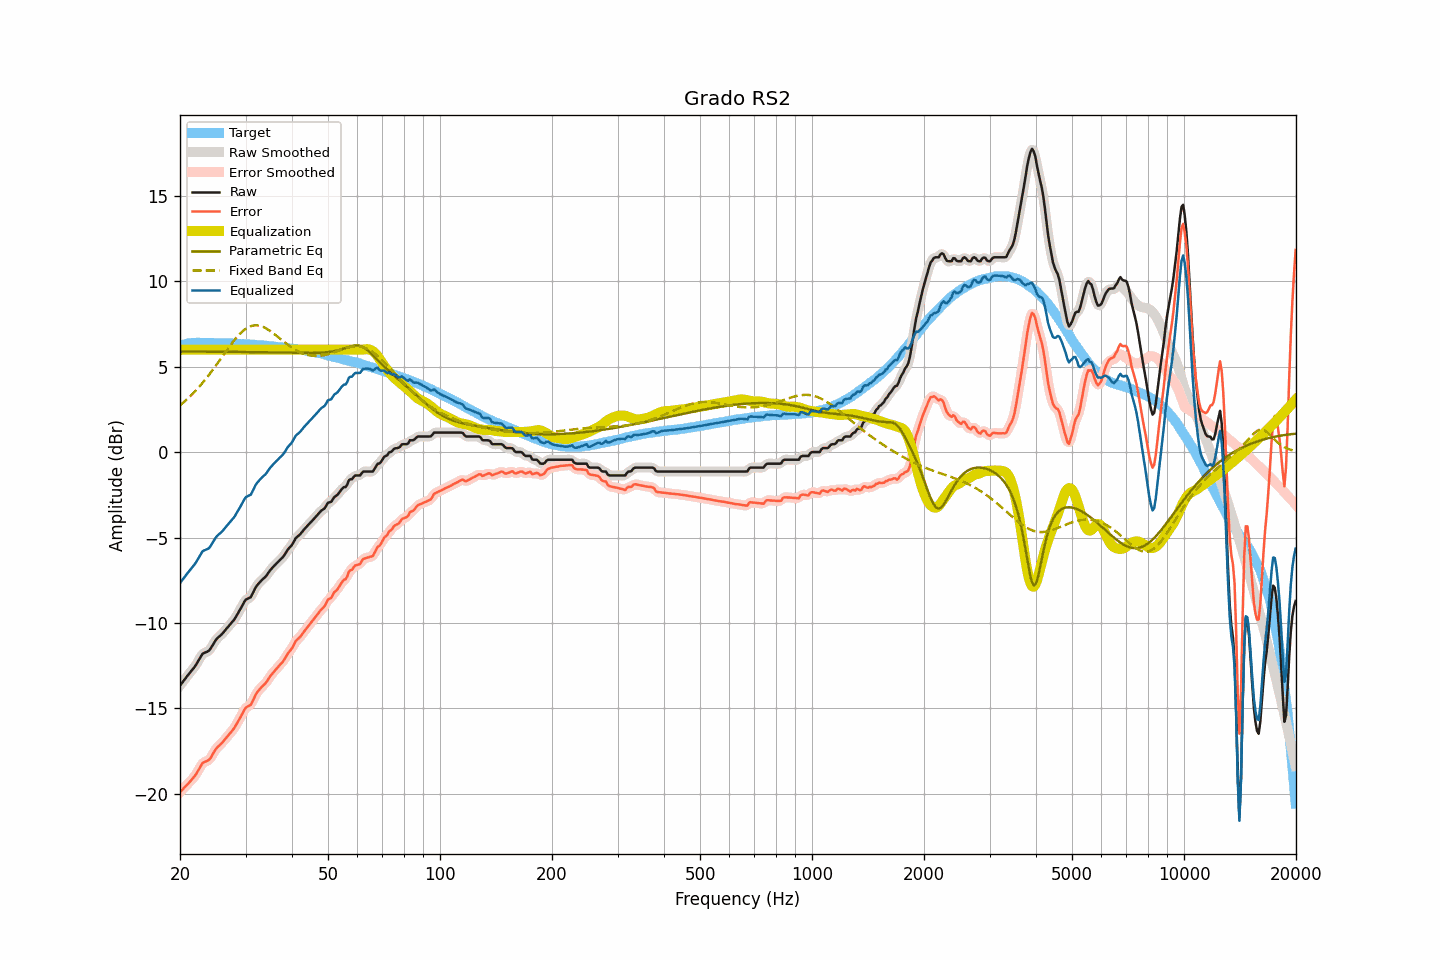 Grado RS2
Target
Raw Smoothed
Error Smoothed
Raw
Error
Equalization
Parametric Eq
Fixed Band Eq
Equalized
Amplitude (dBr)
15
10
5
0
−5
−10
−15
−20
20
50
100
200
500
1000
2000
5000
10000
20000
Frequency (Hz)